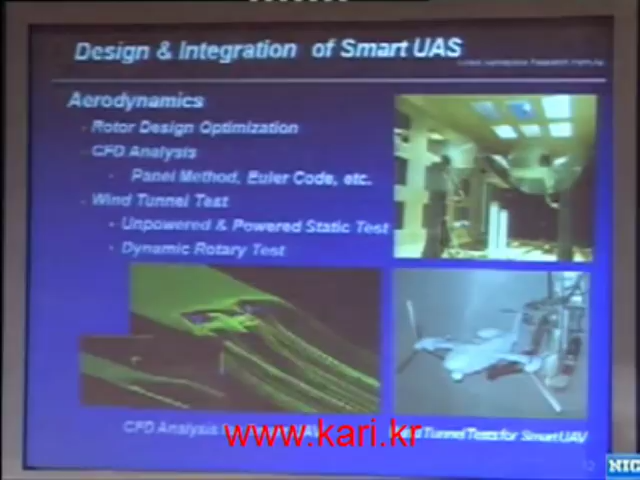 Design & Integration of Smart UAS
Aerodynamics
- Rotor Design Optimization
- CFD Analysis
- Panel Method, Euler Code, etc.
- Wind Tunnel Test
- Unpowered & Powered Static Test
- Dynamic Rotary Test
CFD Analysis
www.kari.kr
Tunnel Tests for Smart UAV
NIC